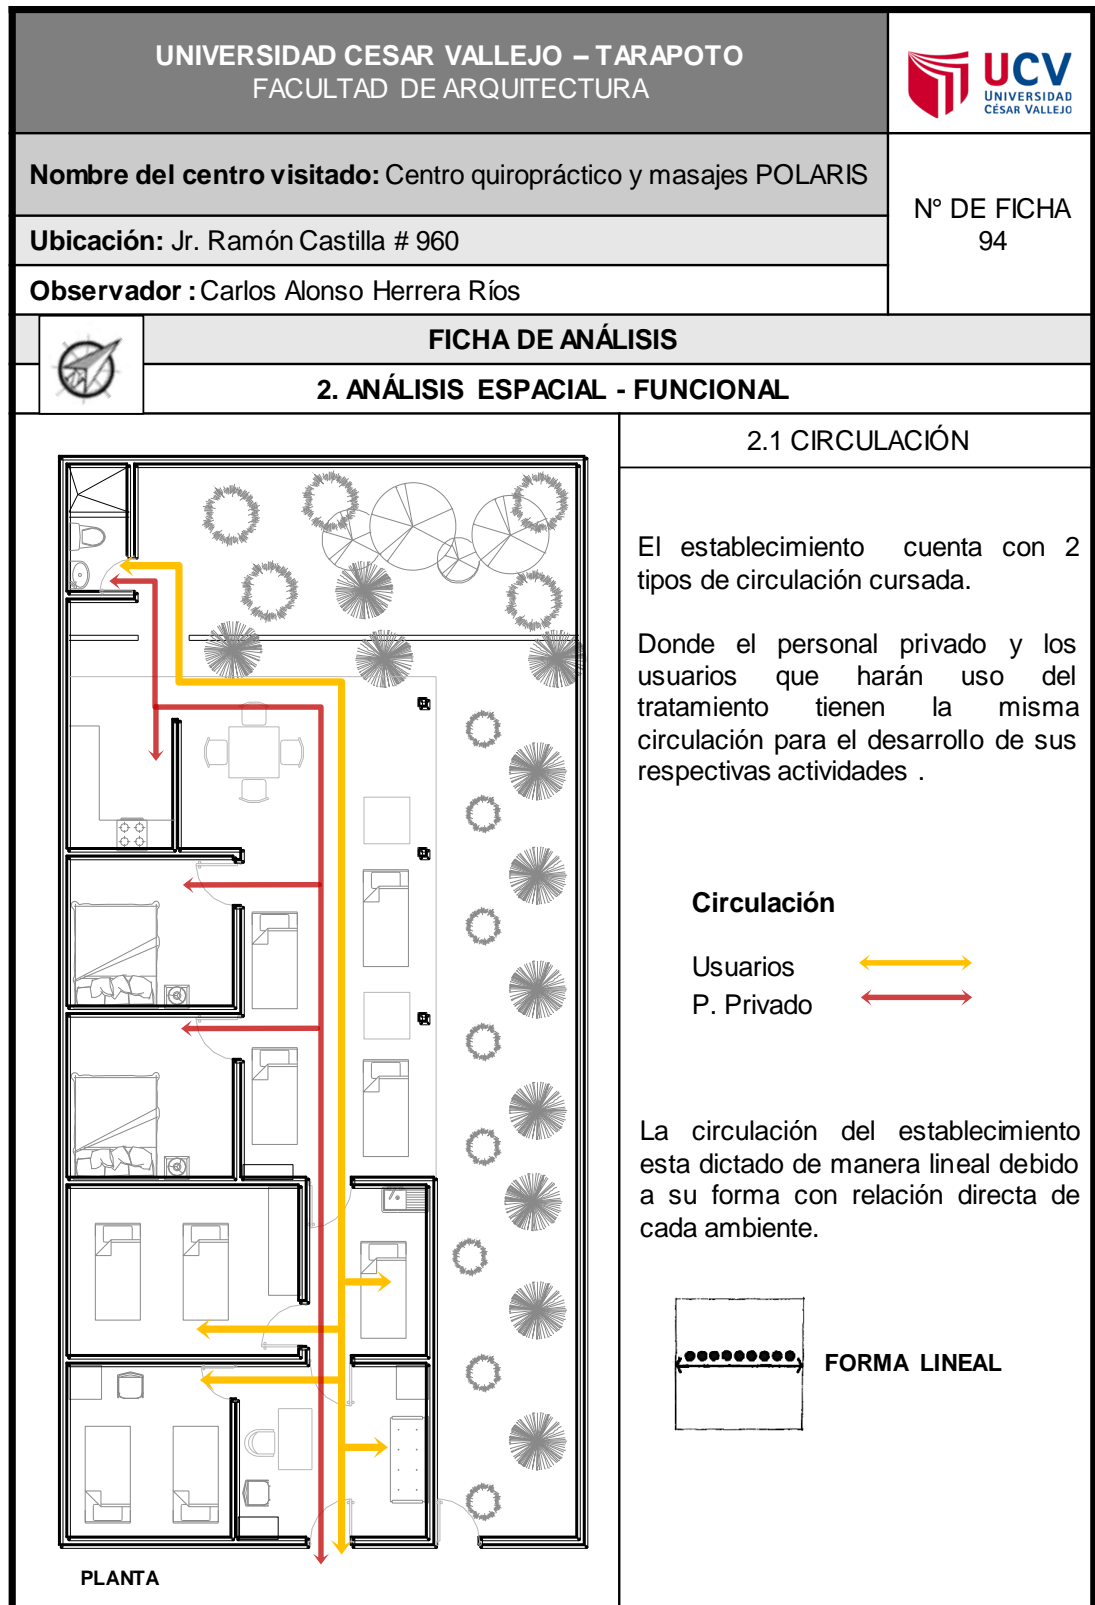 UNIVERSIDAD CESAR VALLEJO – TARAPOTO
FACULTAD DE ARQUITECTURA
UCV
UNIVERSIDAD
CÉSAR VALLEJO
Nombre del centro visitado: Centro quiropráctico y masajes POLARIS
Ubicación: Jr. Ramón Castilla # 960
Observador : Carlos Alonso Herrera Ríos
N° DE FICHA
94
FICHA DE ANÁLISIS
2. ANÁLISIS ESPACIAL - FUNCIONAL
2.1 CIRCULACIÓN
El establecimiento cuenta con 2
tipos de circulación cursada.
Donde el personal privado y los
usuarios que harán uso del
tratamiento tienen la misma
circulación para el desarrollo de sus
respectivas actividades .
Circulación
Usuarios
P. Privado
La circulación del establecimiento
esta dictado de manera lineal debido
a su forma con relación directa de
cada ambiente.
FORMA LINEAL
PLANTA